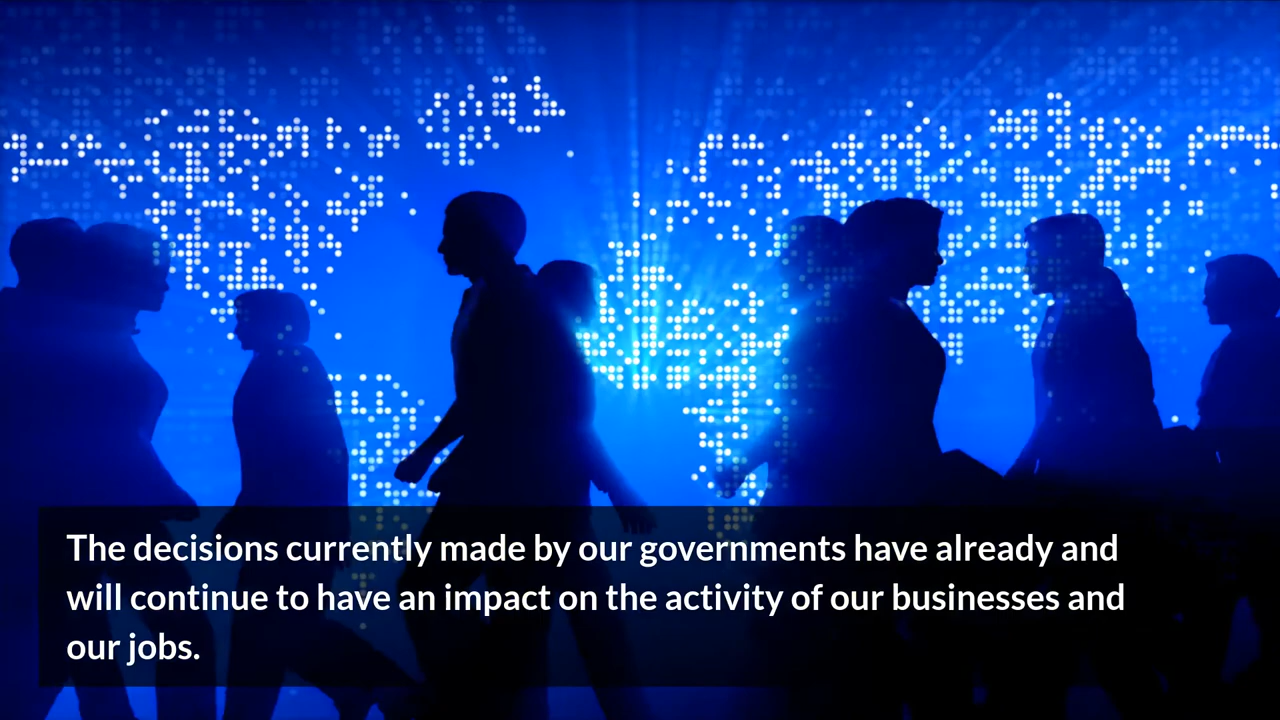 The decisions currently made by our governments have already and
will continue to have an impact on the activity of our businesses and
our jobs.